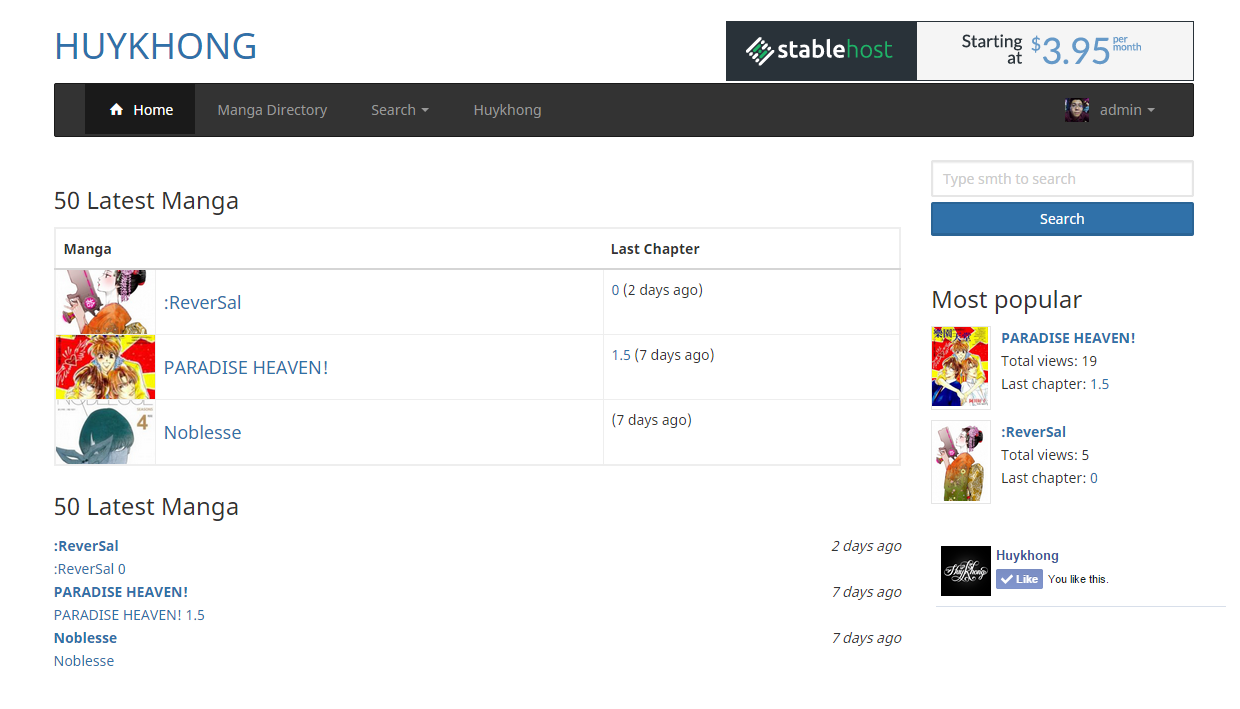 HUYKHONG
stablehost
Starting at $3.95 per month
Home
Manga Directory
Search
Huykhong
admin
Type smth to search
Search
50 Latest Manga
Manga
Last Chapter
:ReverSal
0 (2 days ago)
PARADISE HEAVEN!
1.5 (7 days ago)
4
Noblesse
(7 days ago)
50 Latest Manga
:ReverSal
2 days ago
:ReverSal 0
PARADISE HEAVEN!
7 days ago
PARADISE HEAVEN! 1.5
Noblesse
7 days ago
Noblesse
Most popular
PARADISE HEAVEN!
Total views: 19
Last chapter: 1.5
:ReverSal
Total views: 5
Last chapter: 0
HuyKhong
Huykhong
Like
You like this.